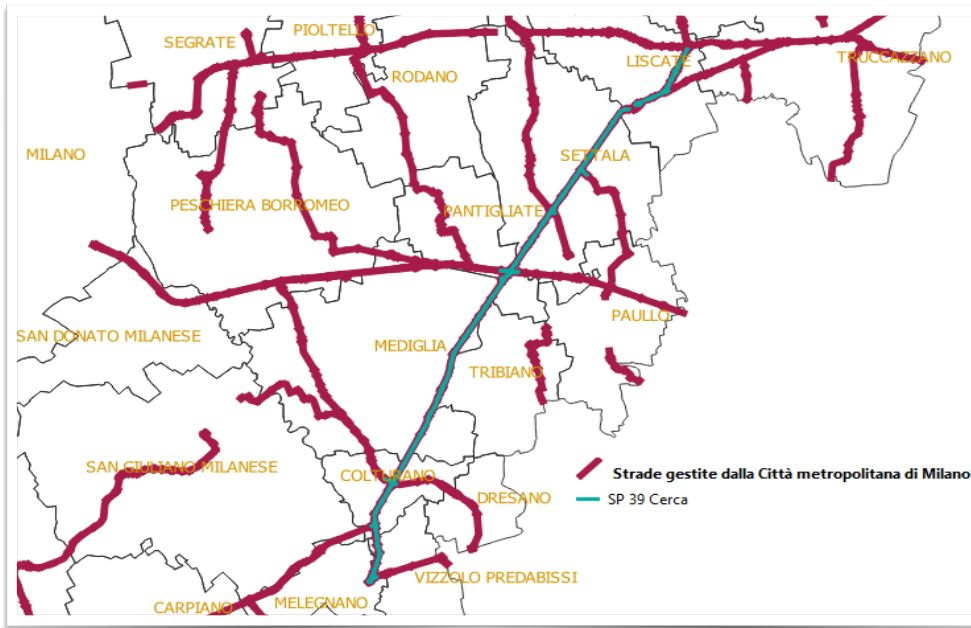 PIOLTELLO
SEGRATE
LISCATE
TRUCCAZZANO
RODANO
MILANO
SETTALA
PESCHIERA BORROMEO
PANTIGLIATE
PAULLO
SAN DONATO MILANESE
MEDIGLIA
TRIBIANO
SAN GIULIANO MILANESE
COLTURANO
Strade gestite dalla Città metropolitana di Milano
DRESANO
SP 39 Cerca
VIZZOLO PREDABISSI
MELEGNANO
CARPIANO